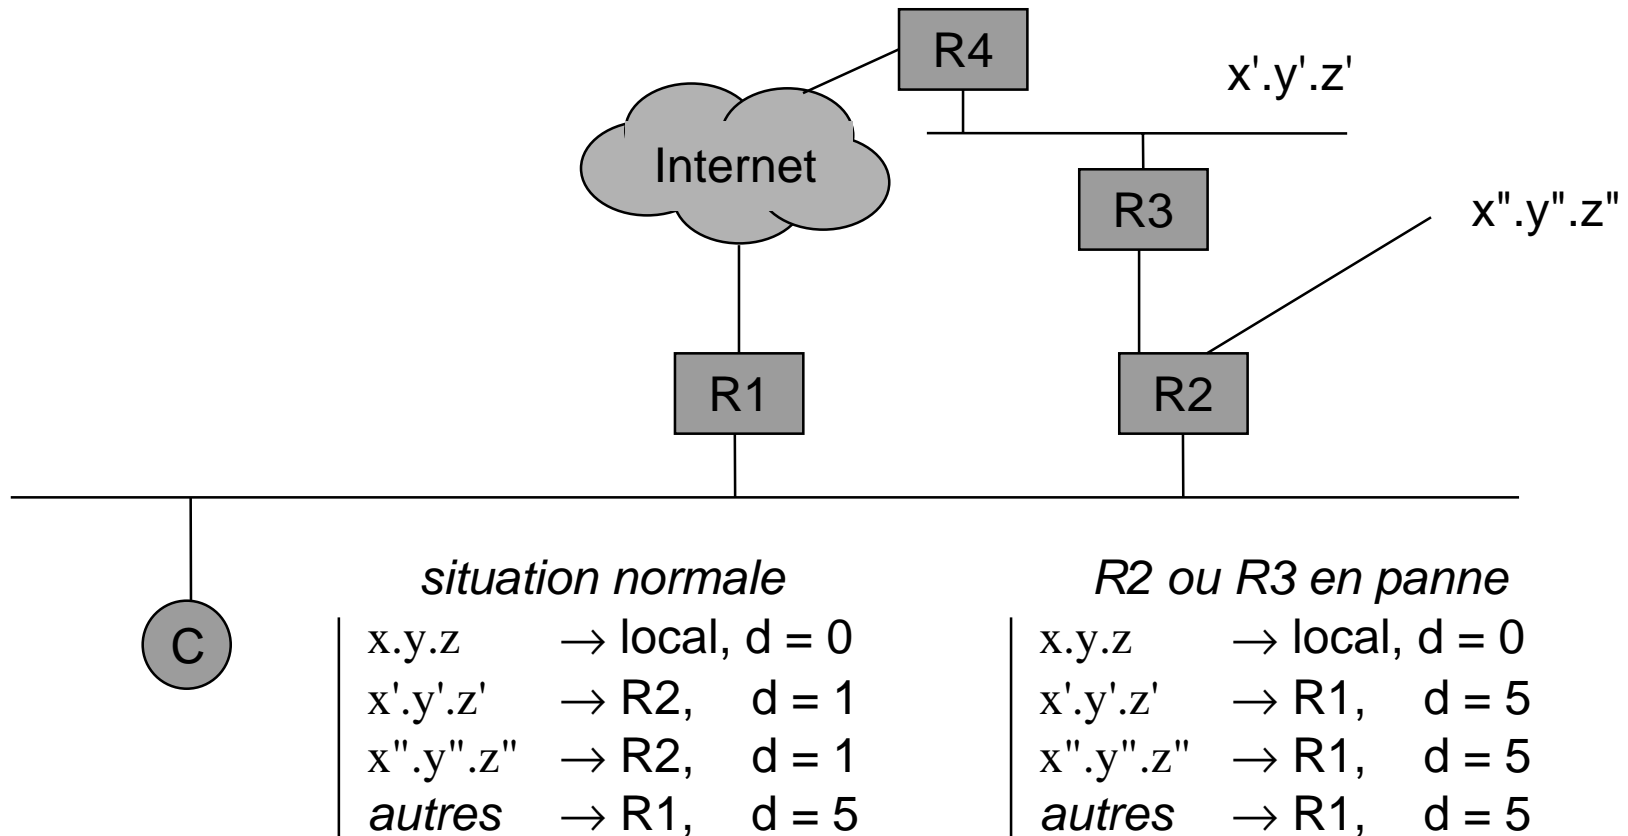 R4
x'.y'.z'
Internet
R3
x".y".z"
R1
R2
C
situation normale
x.y.z → local, d = 0
x'.y'.z' → R2, d = 1
x".y".z" → R2, d = 1
autres → R1, d = 5
R2 ou R3 en panne
x.y.z → local, d = 0
x'.y'.z' → R1, d = 5
x".y".z" → R1, d = 5
autres → R1, d = 5